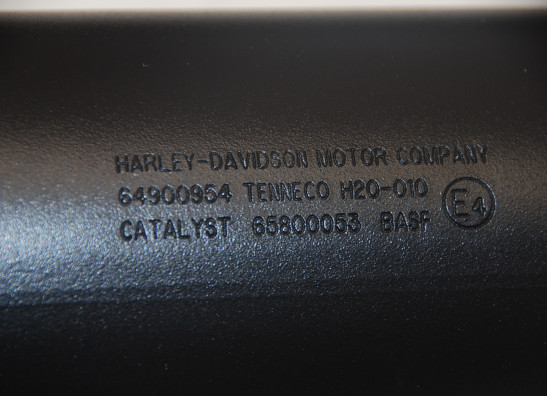 HARLEY-DAVIDSON MOTOR COMPANY
64900954 TENNECO H20-010
CATALYST 65800053 BASF E4